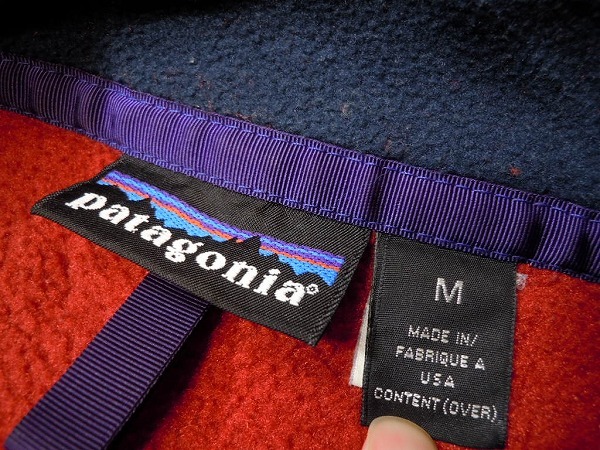 patagonia®
M
MADE IN/
FABRIQUE A
USA
CONTENT (OVER)